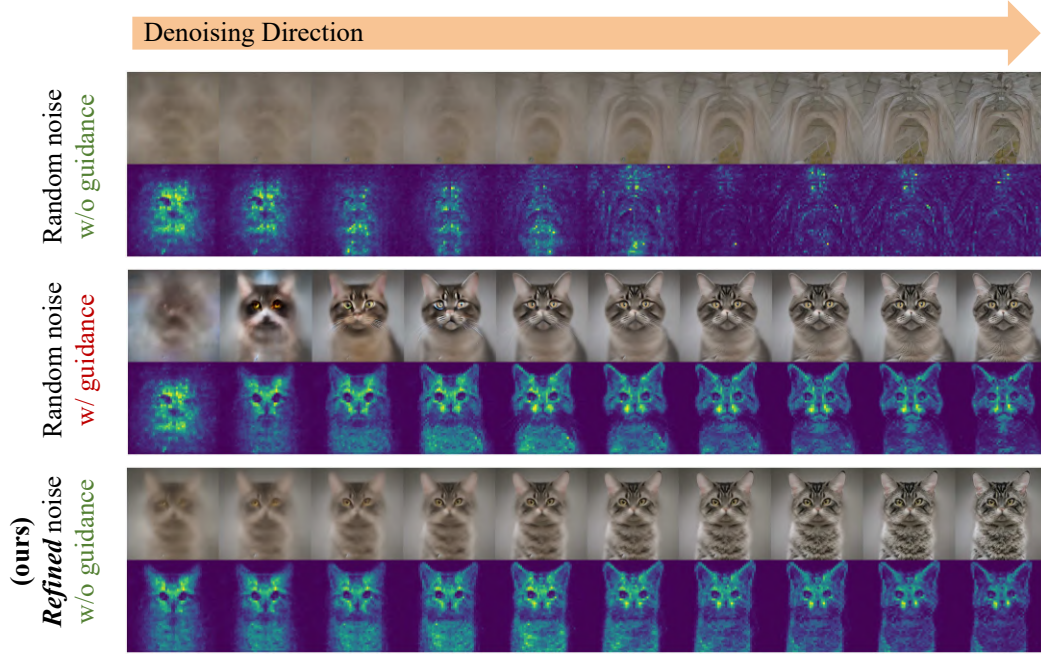 Denoising Direction
Random noise
w/o guidance
Random noise
w/ guidance
(ours)
Refined noise
w/o guidance